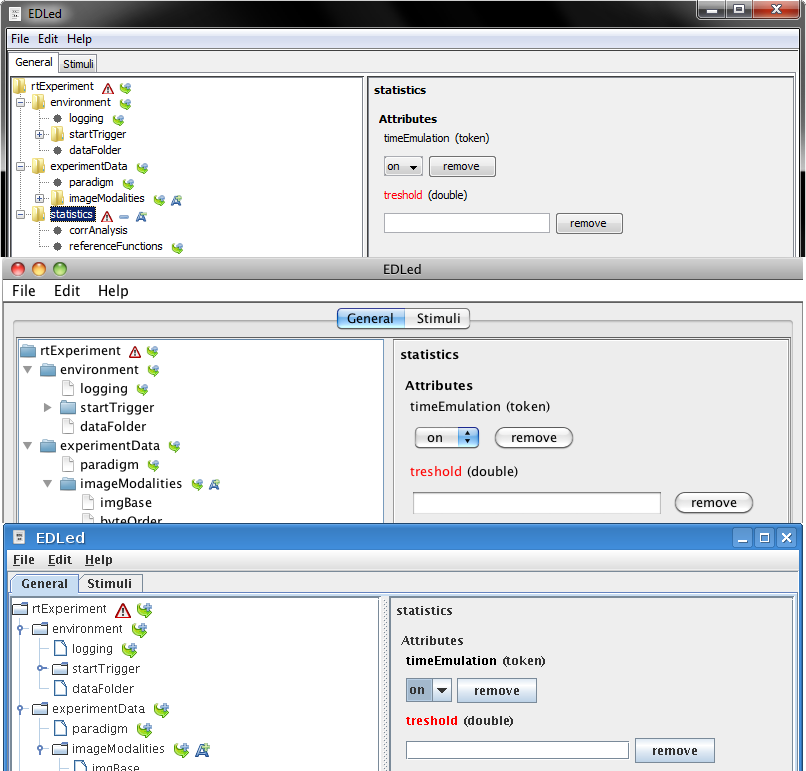 EDLed
File Edit Help
General Stimuli
rtExperiment
environment
logging
startTrigger
dataFolder
experimentData
paradigm
imageModalities
statistics
corrAnalysis
referenceFunctions
statistics
Attributes
timeEmulation (token)
on remove
treshold (double)
remove
EDLed
File Edit Help
General Stimuli
rtExperiment
environment
logging
startTrigger
dataFolder
experimentData
paradigm
imageModalities
imgBase
byteOrder
statistics
Attributes
timeEmulation (token)
on remove
treshold (double)
remove
EDLed
File Edit Help
General Stimuli
rtExperiment
environment
logging
startTrigger
dataFolder
experimentData
paradigm
imageModalities
imgBase
statistics
Attributes
timeEmulation (token)
on remove
treshold (double)
remove